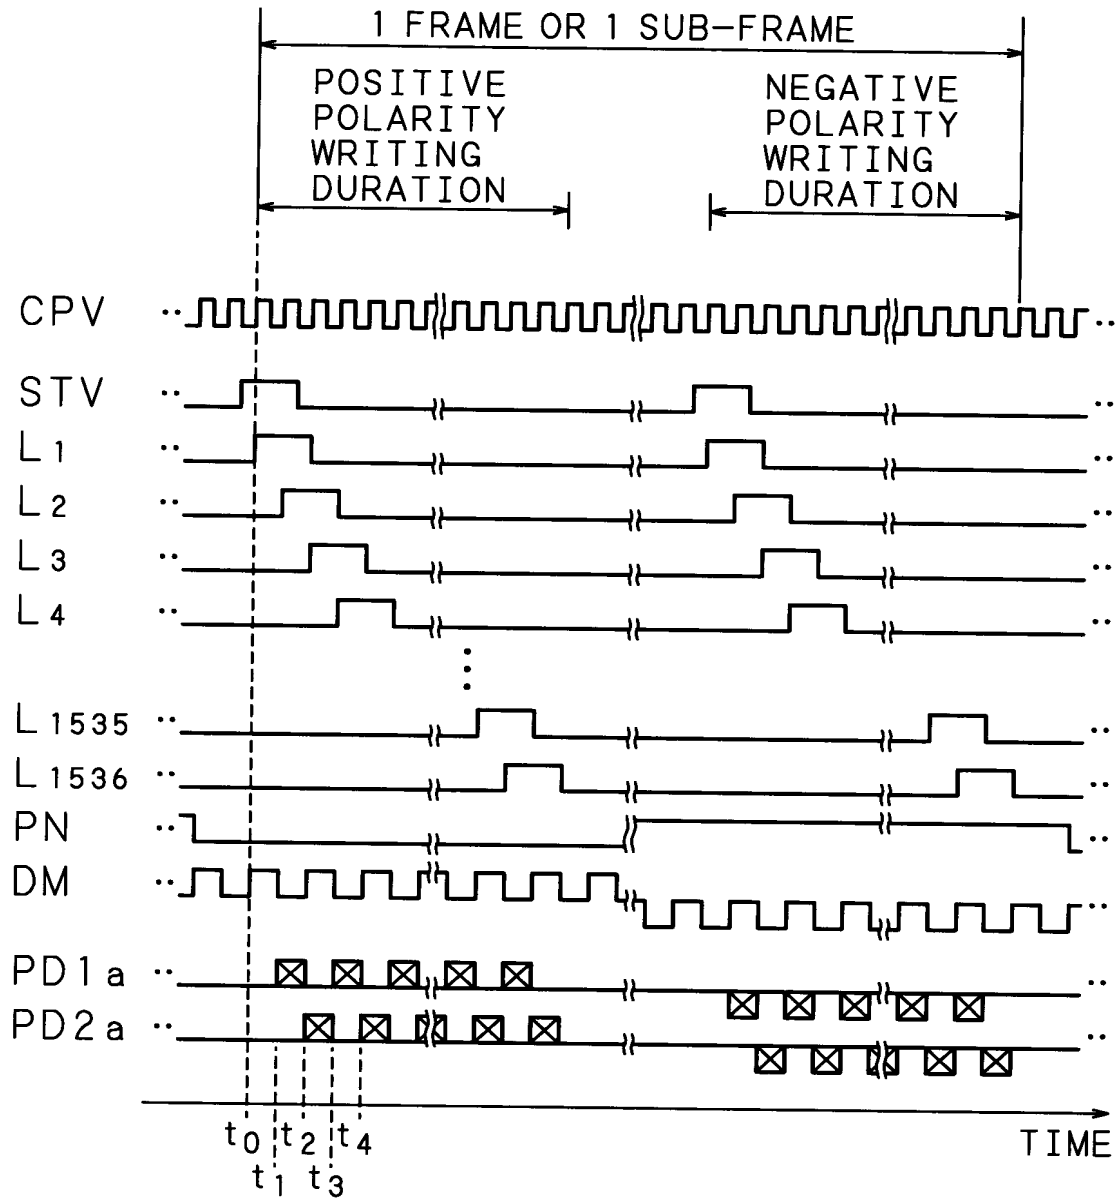 1 FRAME OR 1 SUB-FRAME
POSITIVE
POLARITY
WRITING
DURATION
NEGATIVE
POLARITY
WRITING
DURATION
CPV
STV
L1
L2
L3
L4
L1535
L1536
PN
DM
PD1a
PD2a
t0 t2 t4
t1 t3
TIME